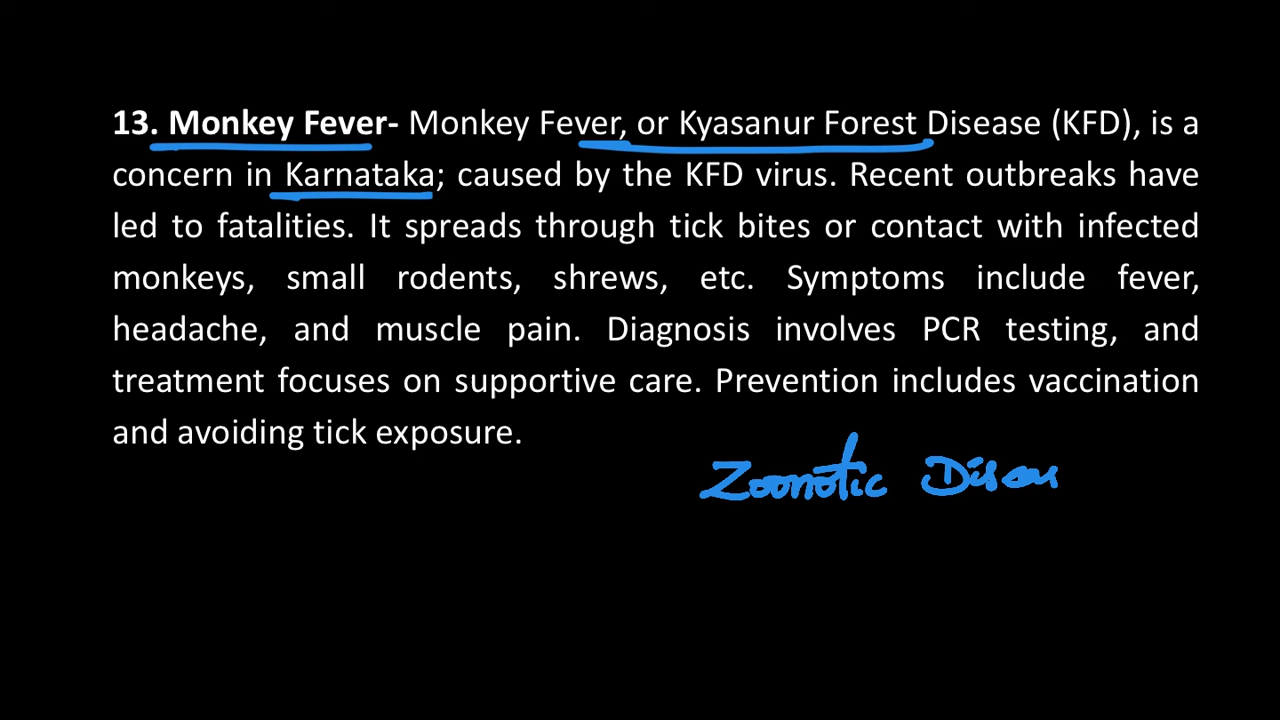 13. Monkey Fever- Monkey Fever, or Kyasanur Forest Disease (KFD), is a
concern in Karnataka; caused by the KFD virus. Recent outbreaks have
led to fatalities. It spreads through tick bites or contact with infected
monkeys, small rodents, shrews, etc. Symptoms include fever,
headache, and muscle pain. Diagnosis involves PCR testing, and
treatment focuses on supportive care. Prevention includes vaccination
and avoiding tick exposure.
Zoonotic